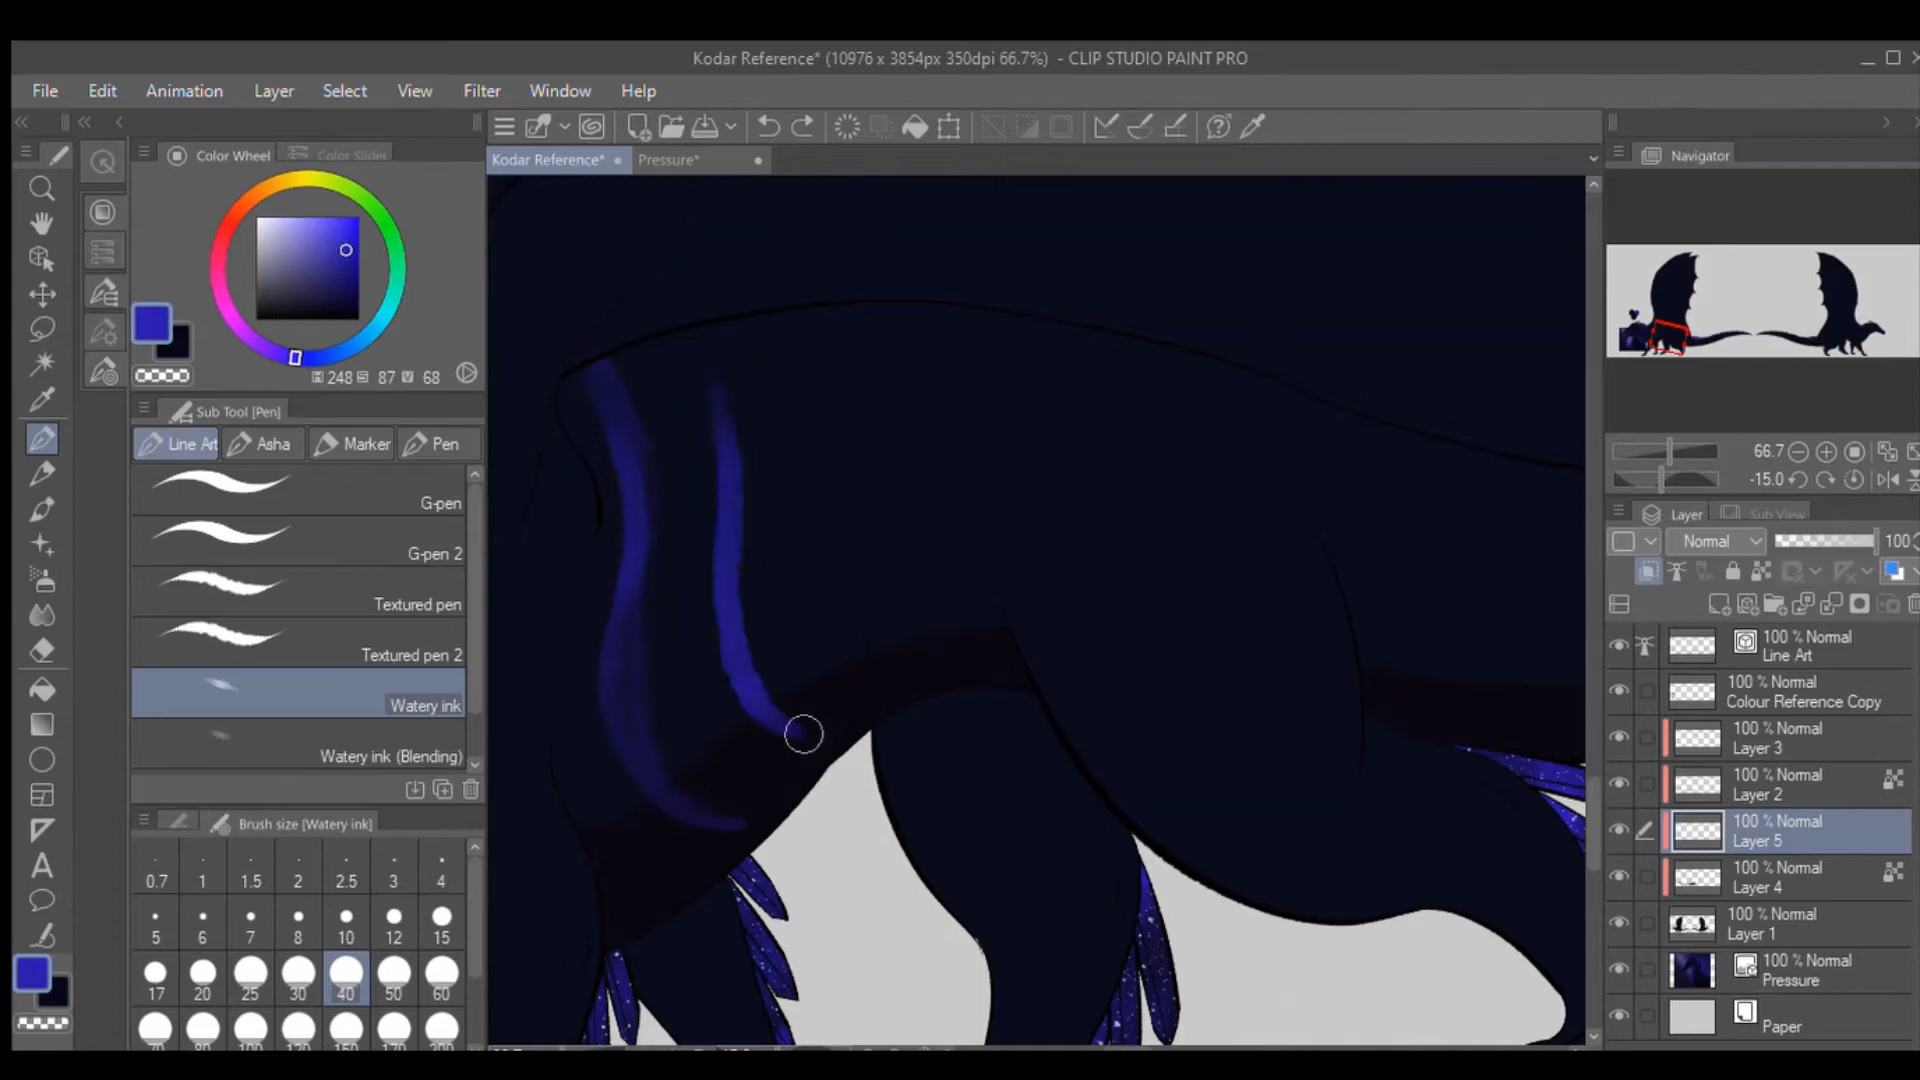 Kodar Reference* (10976 x 3854px 350dpi 66.7%) - CLIP STUDIO PAINT PRO
File Edit Animation Layer Select View Filter Window Help
Color Wheel Color Slider
Kodar Reference* Pressure*
Navigator
H 248 S 87 V 68
Sub Tool [Pen]
Line Art Asha Marker Pen
G-pen
G-pen 2
Textured pen
Textured pen 2
Watery ink
Watery ink (Blending)
Brush size [Watery ink]
0.7 1 1.5 2 2.5 3 4
5 6 7 8 10 12 15
17 20 25 30 40 50 60
66.7
-15.0
Layer Sub View
Normal 100
100 % Normal
Line Art
100 % Normal
Colour Reference Copy
100 % Normal
Layer 3
100 % Normal
Layer 2
100 % Normal
Layer 5
100 % Normal
Layer 4
100 % Normal
Layer 1
100 % Normal
Pressure
Paper